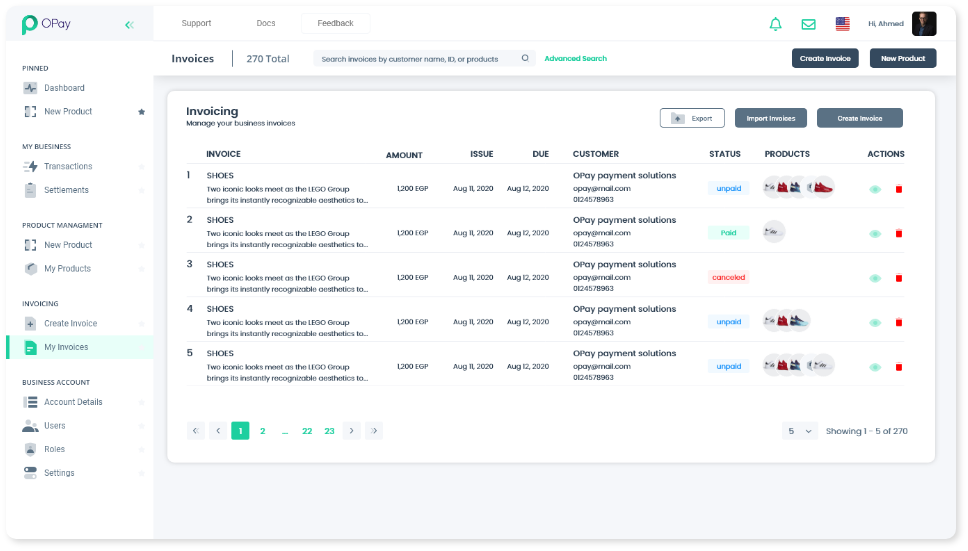 OPay
Support
Docs
Feedback
Hi, Ahmed
Invoices
270 Total
Search invoices by customer name, ID, or products
Advanced Search
Create Invoice
New Product
PINNED
Dashboard
New Product
MY BUESINESS
Transactions
Settlements
PRODUCT MANAGMENT
New Product
My Products
INVOICING
Create Invoice
My Invoices
BUSINESS ACCOUNT
Account Details
Users
Roles
Settings
Invoicing
Manage your business invoices
Export
Import Invoices
Create Invoice
INVOICE AMOUNT ISSUE DUE CUSTOMER STATUS PRODUCTS ACTIONS
1 SHOES OPay payment solutions
Two iconic looks meet as the LEGO Group 1,200 EGP Aug 11, 2020 Aug 12, 2020 opay@mail.com unpaid
brings its instantly recognizable aesthetics to... 0124578963
2 SHOES OPay payment solutions
Two iconic looks meet as the LEGO Group 1,200 EGP Aug 11, 2020 Aug 12, 2020 opay@mail.com Paid
brings its instantly recognizable aesthetics to... 0124578963
3 SHOES OPay payment solutions
Two iconic looks meet as the LEGO Group 1,200 EGP Aug 11, 2020 Aug 12, 2020 opay@mail.com canceled
brings its instantly recognizable aesthetics to... 0124578963
4 SHOES OPay payment solutions
Two iconic looks meet as the LEGO Group 1,200 EGP Aug 11, 2020 Aug 12, 2020 opay@mail.com unpaid
brings its instantly recognizable aesthetics to... 0124578963
5 SHOES OPay payment solutions
Two iconic looks meet as the LEGO Group 1,200 EGP Aug 11, 2020 Aug 12, 2020 opay@mail.com unpaid
brings its instantly recognizable aesthetics to... 0124578963
1 2 ... 22 23
5 Showing 1 - 5 of 270